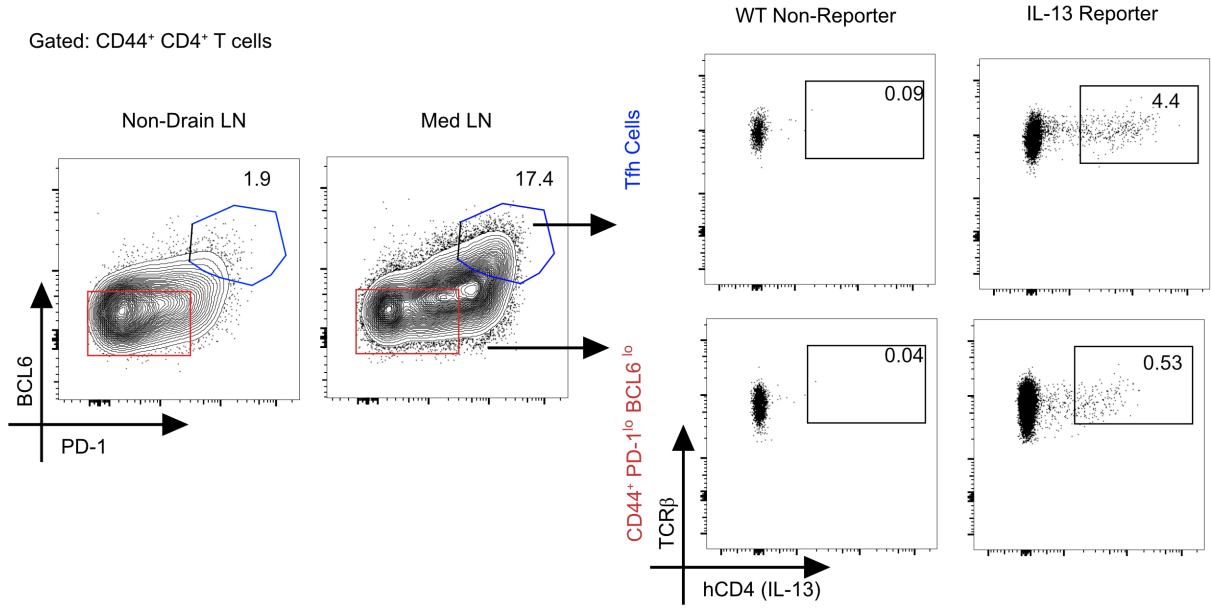 WT Non-Reporter
IL-13 Reporter
Gated: CD44⁺ CD4⁺ T cells
Non-Drain LN
Med LN
1.9
17.4
BCL6
PD-1
Tfh Cells
0.09
4.4
CD44⁺ PD-1ˡᵒ BCL6 ˡᵒ
0.04
0.53
TCRβ
hCD4 (IL-13)